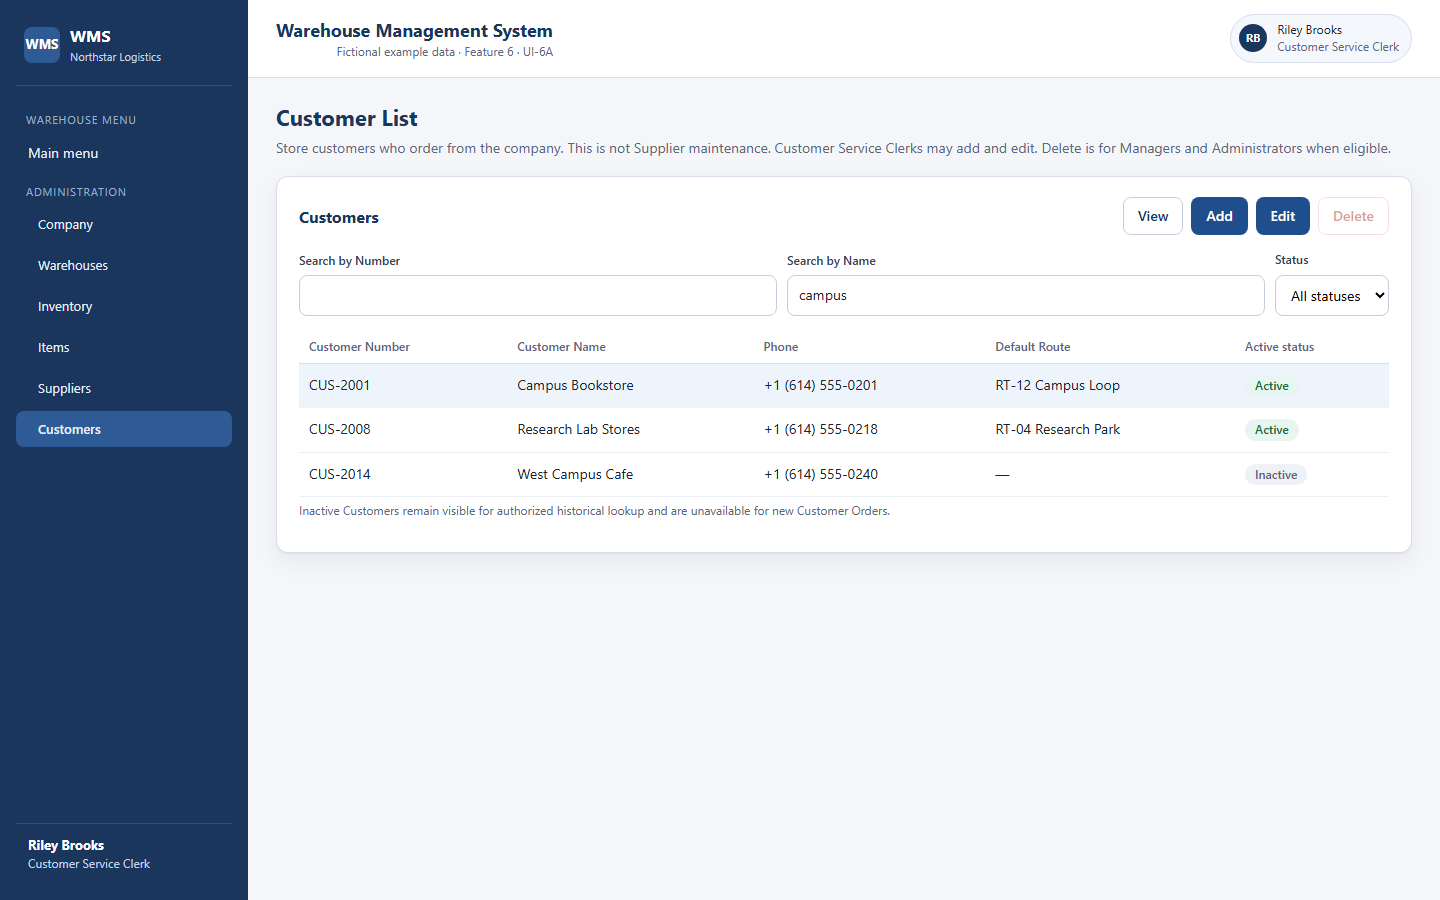 WMS
WMS
Northstar Logistics
WAREHOUSE MENU
Main menu
ADMINISTRATION
Company
Warehouses
Inventory
Items
Suppliers
Customers
Riley Brooks
Customer Service Clerk
Warehouse Management System
Fictional example data · Feature 6 · UI-6A
RB
Riley Brooks
Customer Service Clerk
Customer List
Store customers who order from the company. This is not Supplier maintenance. Customer Service Clerks may add and edit. Delete is for Managers and Administrators when eligible.
Customers
View Add Edit Delete
Search by Number Search by Name Status
campus All statuses
Customer Number Customer Name Phone Default Route Active status
CUS-2001 Campus Bookstore +1 (614) 555-0201 RT-12 Campus Loop Active
CUS-2008 Research Lab Stores +1 (614) 555-0218 RT-04 Research Park Active
CUS-2014 West Campus Cafe +1 (614) 555-0240 — Inactive
Inactive Customers remain visible for authorized historical lookup and are unavailable for new Customer Orders.